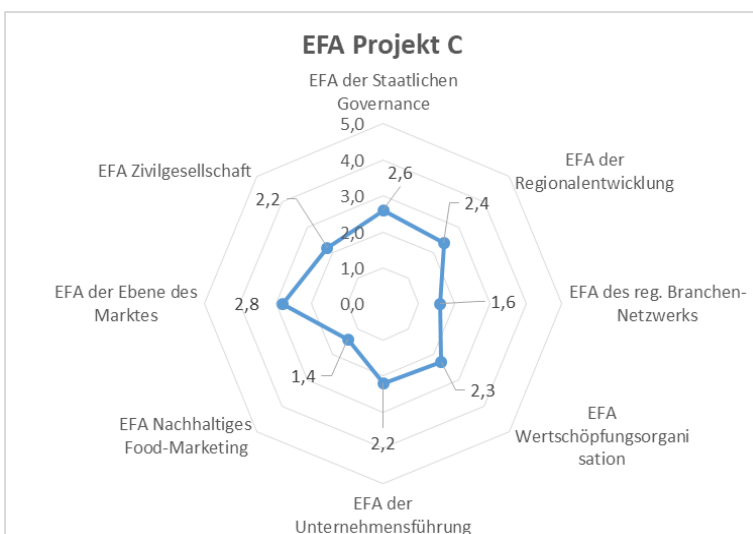 EFA Projekt C
EFA der Staatlichen
Governance
5,0
4,0
3,0
2,0
1,0
0,0
2,6
2,4
1,6
2,3
2,2
1,4
2,8
2,2
EFA der
Regionalentwicklung
EFA des reg. Branchen-
Netzwerks
EFA
Wertschöpfungsorgani
sation
EFA der
Unternehmensführung
EFA Nachhaltiges
Food-Marketing
EFA der Ebene des
Marktes
EFA Zivilgesellschaft